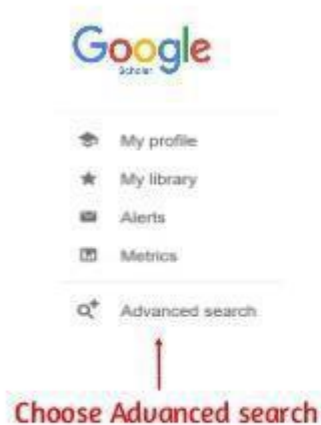 Google
Scholar
My profile
My library
Alerts
Metrics
Advanced search
Choose Advanced search